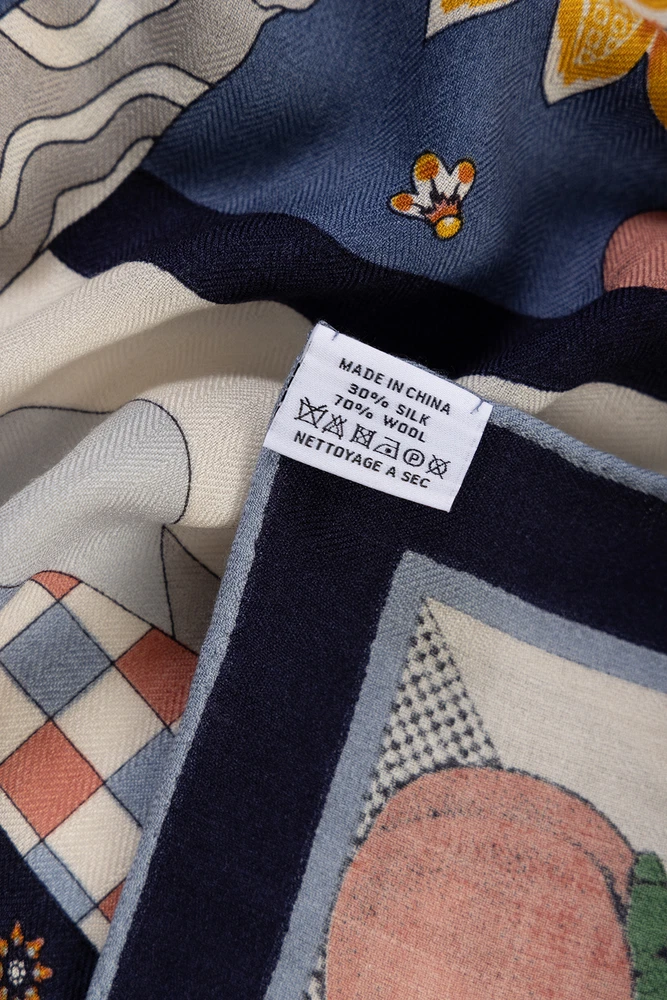 MADE IN CHINA
30% SILK
70% WOOL
NETTOYAGE A SEC